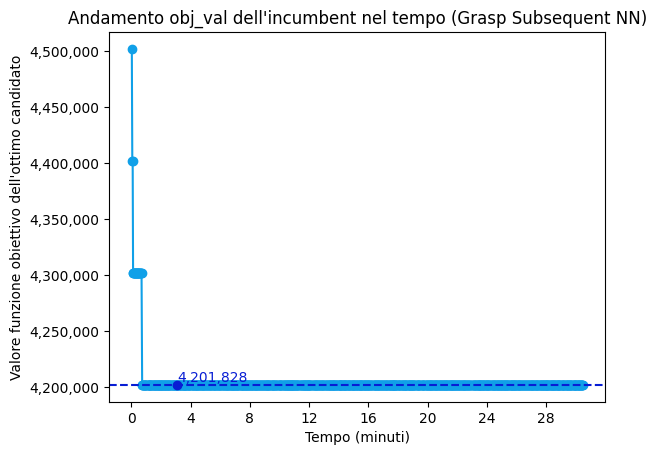 Andamento obj_val dell'incumbent nel tempo (Grasp Subsequent NN)
Valore funzione obiettivo dell'ottimo candidato
4,500,000
4,450,000
4,400,000
4,350,000
4,300,000
4,250,000
4,200,000
4,201,828
0 4 8 12 16 20 24 28
Tempo (minuti)